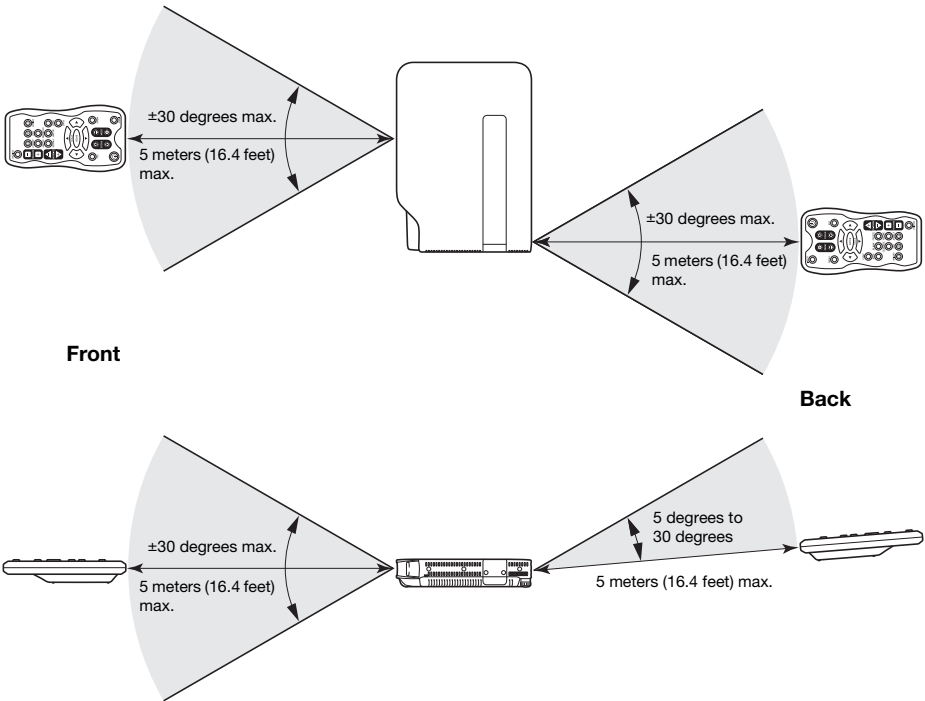 ±30 degrees max.
5 meters (16.4 feet)
max.
±30 degrees max.
5 meters (16.4 feet)
max.
Front
Back
±30 degrees max.
5 meters (16.4 feet)
max.
5 degrees to
30 degrees
5 meters (16.4 feet) max.